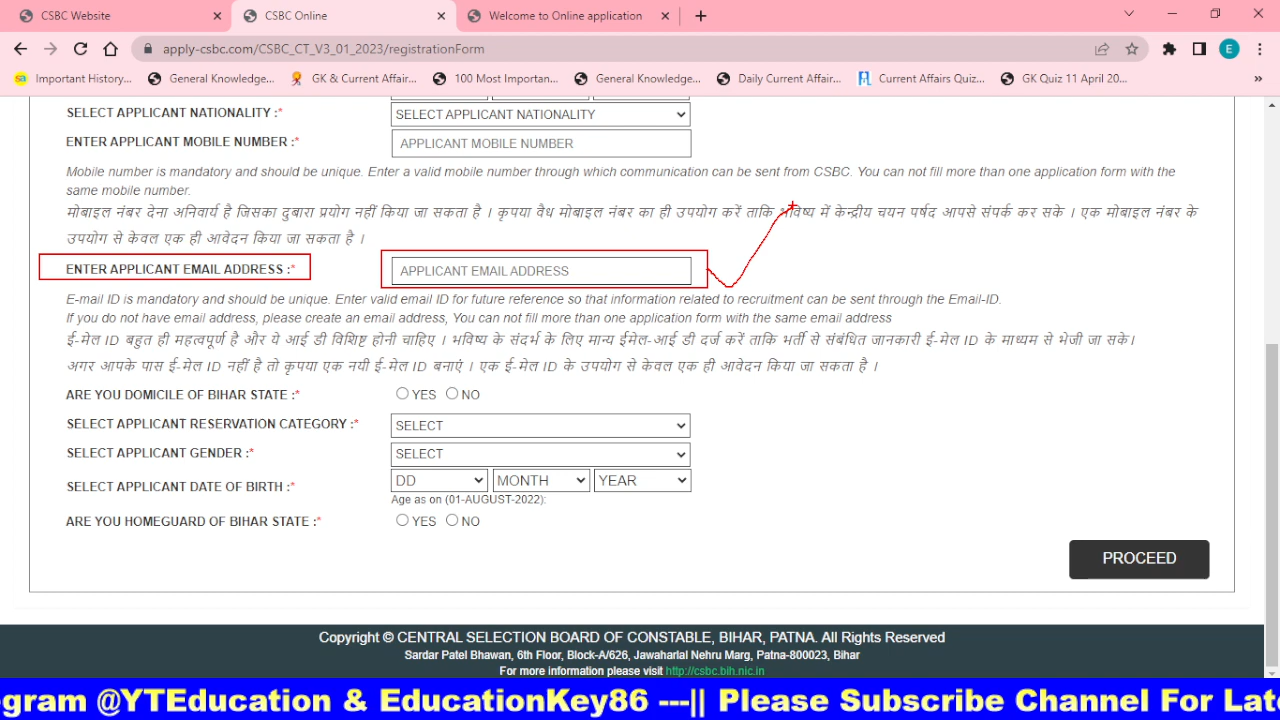 CSBC Website
CSBC Online
Welcome to Online application
apply-csbc.com/CSBC_CT_V3_01_2023/registrationForm
E
Important History...
General Knowledge...
GK & Current Affair...
100 Most Importan...
General Knowledge...
Daily Current Affair...
Current Affairs Quiz...
GK Quiz 11 April 20...
»
SELECT APPLICANT NATIONALITY :*
SELECT APPLICANT NATIONALITY
ENTER APPLICANT MOBILE NUMBER :*
APPLICANT MOBILE NUMBER
Mobile number is mandatory and should be unique. Enter a valid mobile number through which communication can be sent from CSBC. You can not fill more than one application form with the
same mobile number.
मोबाइल नंबर देना अनिवार्य है जिसका दुबारा प्रयोग नहीं किया जा सकता है । कृपया वैध मोबाइल नंबर का ही उपयोग करें ताकि भविष्य में केन्द्रीय चयन पर्षद आपसे संपर्क कर सके । एक मोबाइल नंबर के
उपयोग से केवल एक ही आवेदन किया जा सकता है ।
ENTER APPLICANT EMAIL ADDRESS :*
APPLICANT EMAIL ADDRESS
E-mail ID is mandatory and should be unique. Enter valid email ID for future reference so that information related to recruitment can be sent through the Email-ID.
If you do not have email address, please create an email address, You can not fill more than one application form with the same email address
ई-मेल ID बहुत ही महत्वपूर्ण है और ये आई डी विशिष्ट होनी चाहिए । भविष्य के संदर्भ के लिए मान्य ईमेल-आई डी दर्ज करें ताकि भर्ती से संबंधित जानकारी ई-मेल ID के माध्यम से भेजी जा सके।
अगर आपके पास ई-मेल ID नहीं है तो कृपया एक नयी ई-मेल ID बनाएं । एक ई-मेल ID के उपयोग से केवल एक ही आवेदन किया जा सकता है ।
ARE YOU DOMICILE OF BIHAR STATE :*
YES NO
SELECT APPLICANT RESERVATION CATEGORY :*
SELECT
SELECT APPLICANT GENDER :*
SELECT
SELECT APPLICANT DATE OF BIRTH :*
DD MONTH YEAR
Age as on (01-AUGUST-2022):
ARE YOU HOMEGUARD OF BIHAR STATE :*
YES NO
PROCEED
Copyright © CENTRAL SELECTION BOARD OF CONSTABLE, BIHAR, PATNA. All Rights Reserved
Sardar Patel Bhawan, 6th Floor, Block-A/626, Jawaharlal Nehru Marg, Patna-800023, Bihar
For more information please visit http://csbc.bih.nic.in
egram @YTEducation & EducationKey86 ---|| Please Subscribe Channel For Late